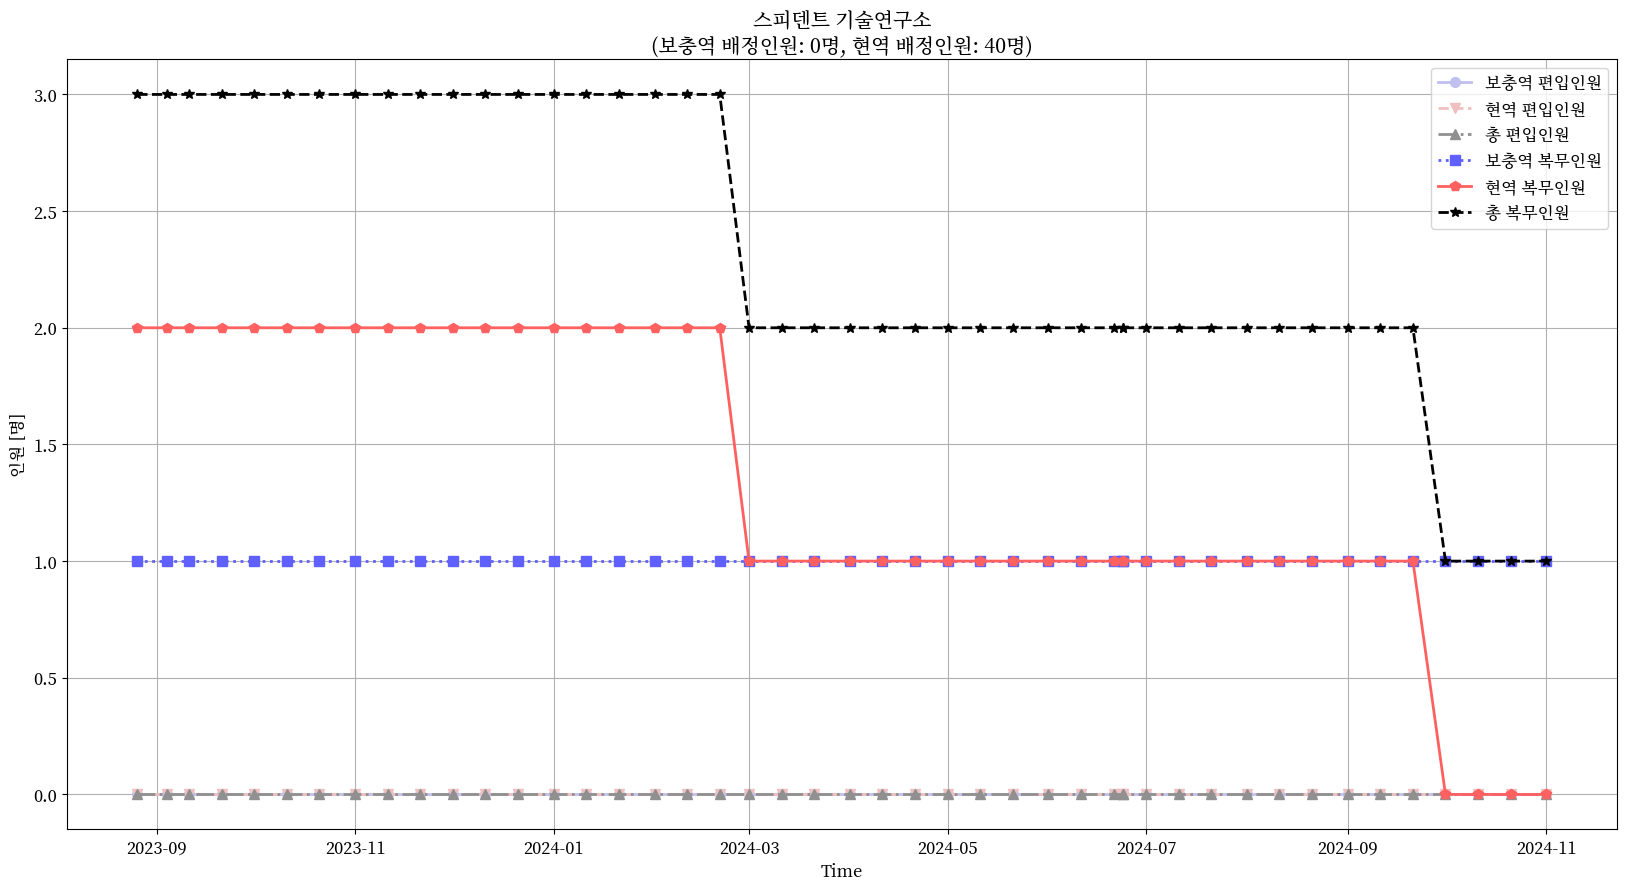 스피덴트 기술연구소
(보충역 배정인원: 0명, 현역 배정인원: 40명)
보충역 편입인원
현역 편입인원
총 편입인원
보충역 복무인원
현역 복무인원
총 복무인원
3.0
2.5
2.0
1.5
1.0
0.5
0.0
인원 [명]
2023-09
2023-11
2024-01
2024-03
2024-05
2024-07
2024-09
2024-11
Time